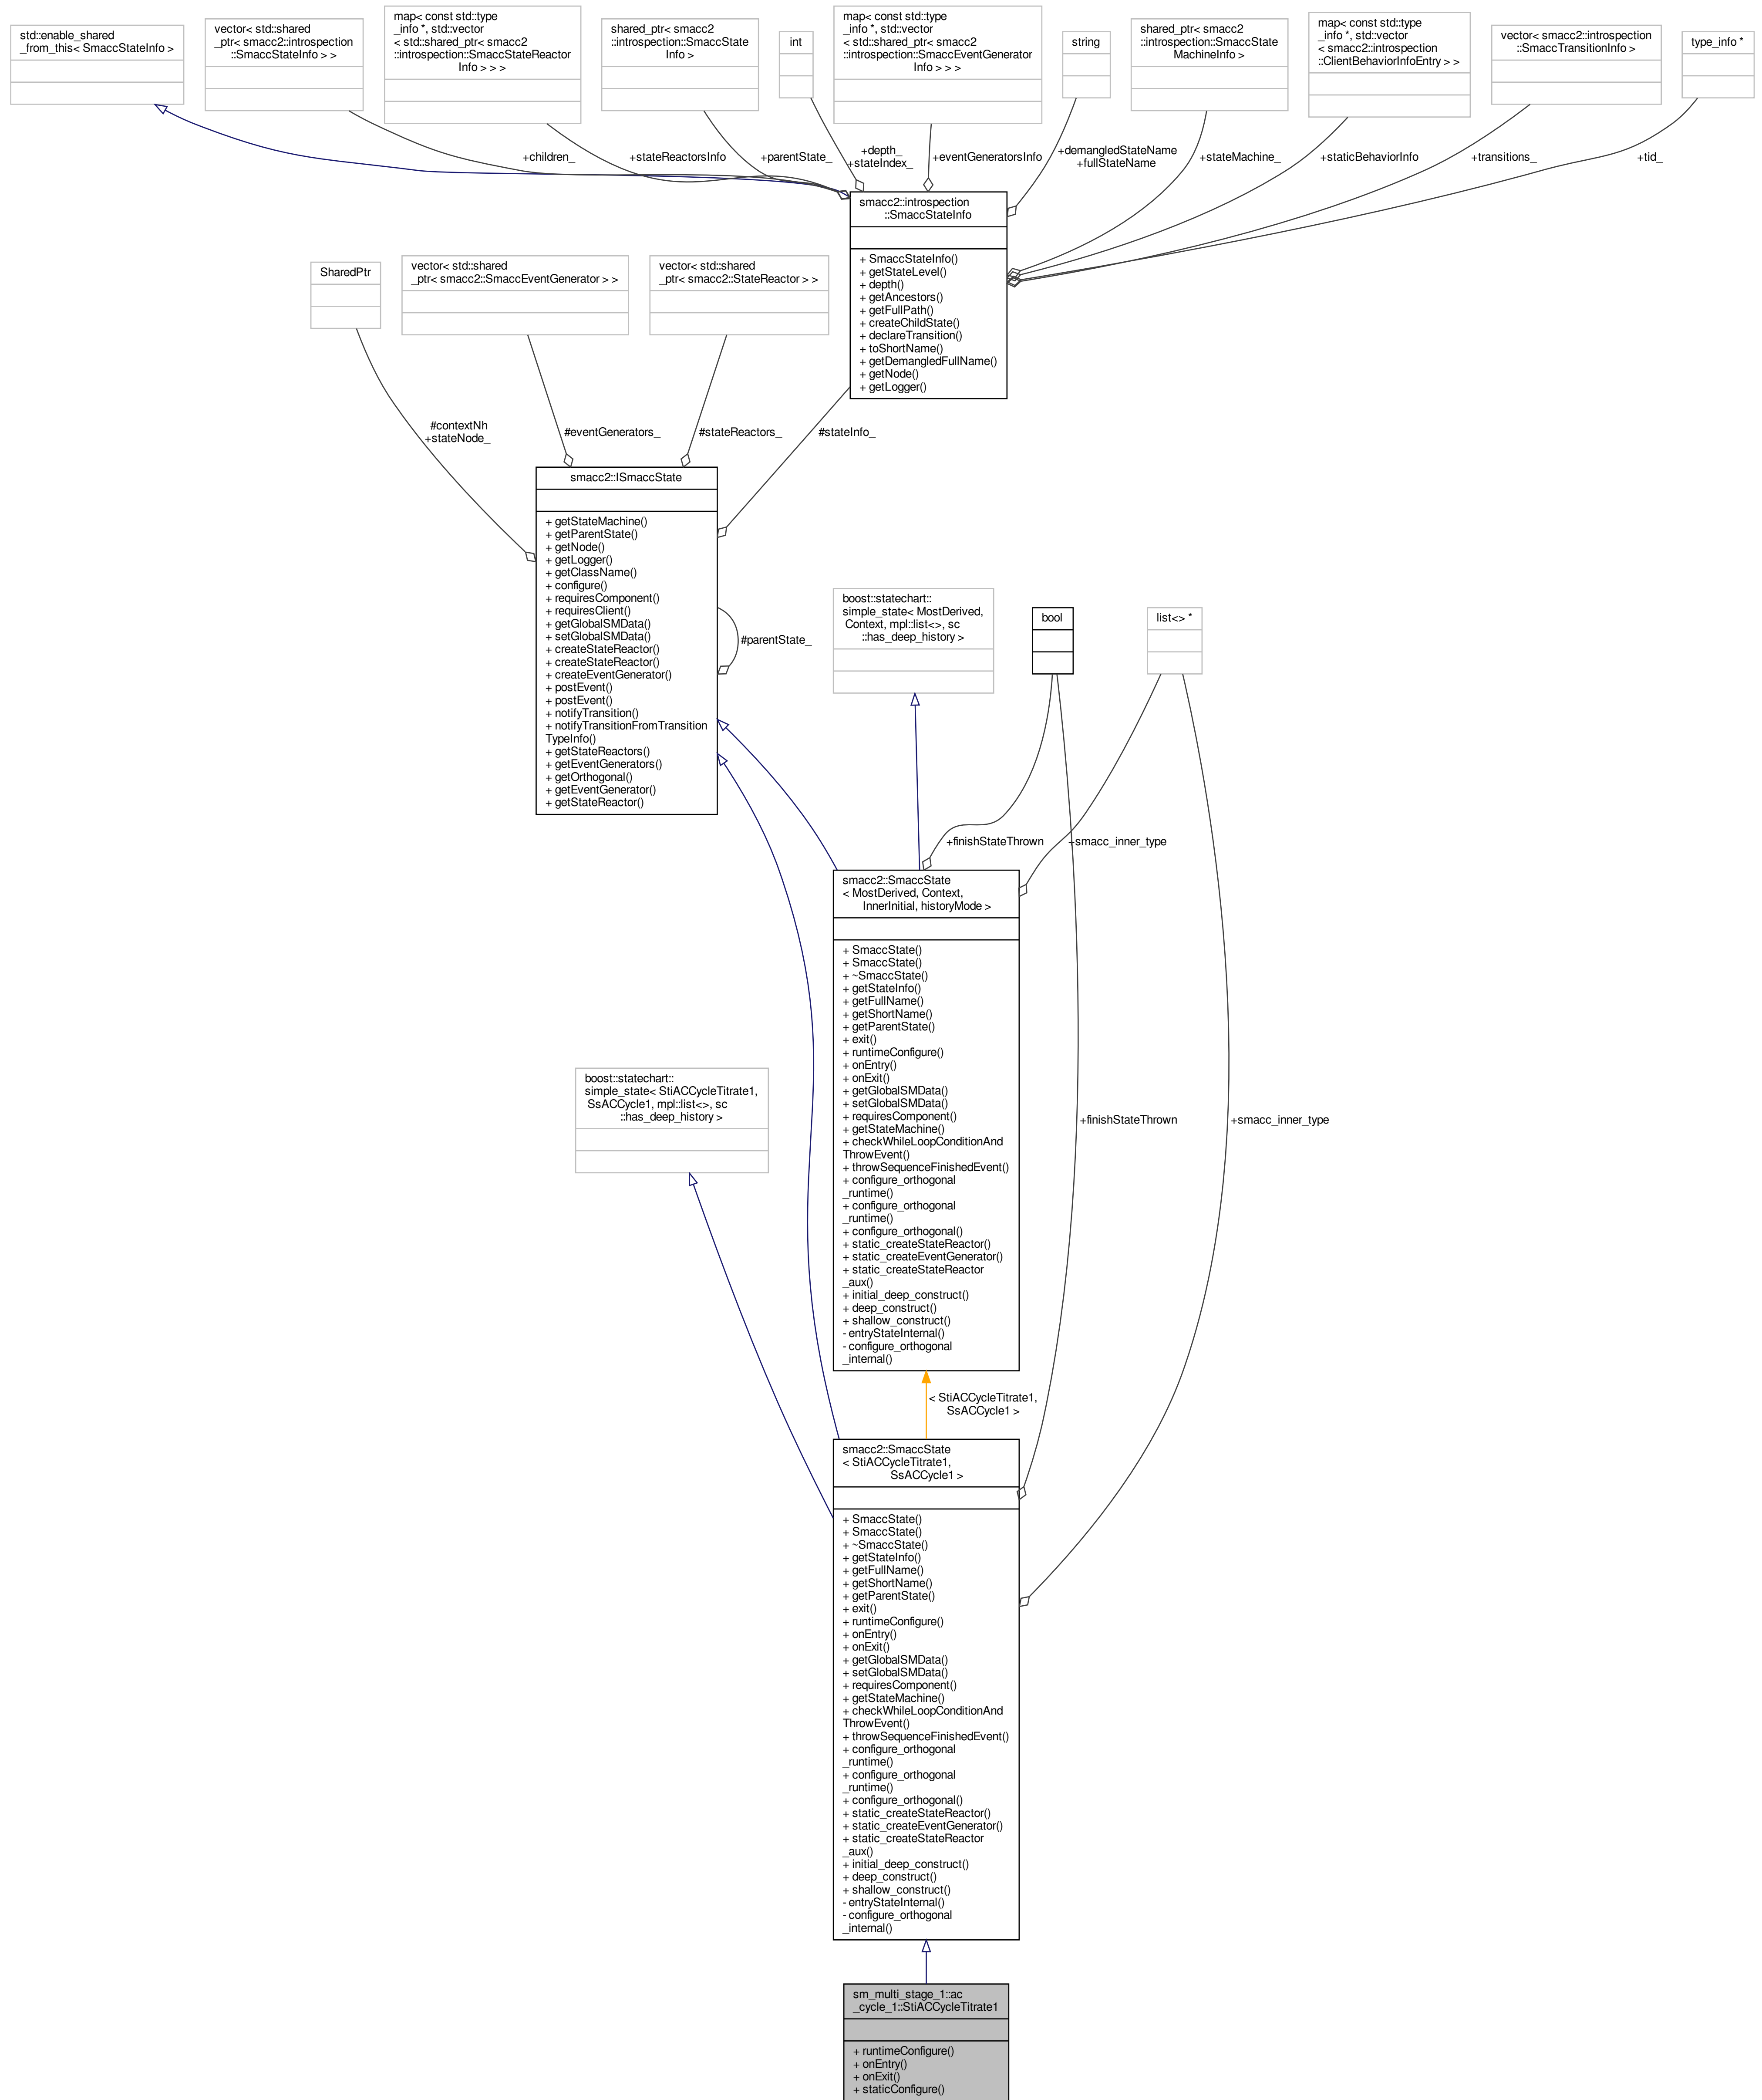 std::enable_shared
_from_this< SmaccStateInfo >
vector< std::shared
_ptr< smacc2::introspection
::SmaccStateInfo > >
map< const std::type
_info *, std::vector
< std::shared_ptr< smacc2
::introspection::SmaccStateReactor
Info > > >
shared_ptr< smacc2
::introspection::SmaccState
Info >
int
map< const std::type
_info *, std::vector
< std::shared_ptr< smacc2
::introspection::SmaccEventGenerator
Info > > >
string
shared_ptr< smacc2
::introspection::SmaccState
MachineInfo >
map< const std::type
_info *, std::vector
< smacc2::introspection
::ClientBehaviorInfoEntry > >
vector< smacc2::introspection
::SmaccTransitionInfo >
type_info *
+children_
+stateReactorsInfo
+parentState_
+depth_
+stateIndex_
+eventGeneratorsInfo
+demangledStateName
+fullStateName
+stateMachine_
+staticBehaviorInfo
+transitions_
+tid_
smacc2::introspection
::SmaccStateInfo
+ SmaccStateInfo()
+ getStateLevel()
+ depth()
+ getAncestors()
+ getFullPath()
+ createChildState()
+ declareTransition()
+ toShortName()
+ getDemangledFullName()
+ getNode()
+ getLogger()
SharedPtr
vector< std::shared
_ptr< smacc2::SmaccEventGenerator > >
vector< std::shared
_ptr< smacc2::StateReactor > >
#contextNh
+stateNode_
#eventGenerators_
#stateReactors_
#stateInfo_
smacc2::ISmaccState
+ getStateMachine()
+ getParentState()
+ getNode()
+ getLogger()
+ getClassName()
+ configure()
+ requiresComponent()
+ requiresClient()
+ getGlobalSMData()
+ setGlobalSMData()
+ createStateReactor()
+ createStateReactor()
+ createEventGenerator()
+ postEvent()
+ postEvent()
+ notifyTransition()
+ notifyTransitionFromTransition
TypeInfo()
+ getStateReactors()
+ getEventGenerators()
+ getOrthogonal()
+ getEventGenerator()
+ getStateReactor()
#parentState_
boost::statechart::
simple_state< MostDerived,
Context, mpl::list<>, sc
::has_deep_history >
bool
list<> *
+finishStateThrown
+smacc_inner_type
smacc2::SmaccState
< MostDerived, Context,
InnerInitial, historyMode >
+ SmaccState()
+ SmaccState()
+ ~SmaccState()
+ getStateInfo()
+ getFullName()
+ getShortName()
+ getParentState()
+ exit()
+ runtimeConfigure()
+ onEntry()
+ onExit()
+ getGlobalSMData()
+ setGlobalSMData()
+ requiresComponent()
+ getStateMachine()
+ checkWhileLoopConditionAnd
ThrowEvent()
+ throwSequenceFinishedEvent()
+ configure_orthogonal
_runtime()
+ configure_orthogonal
_runtime()
+ configure_orthogonal()
+ static_createStateReactor()
+ static_createEventGenerator()
+ static_createStateReactor
_aux()
+ initial_deep_construct()
+ deep_construct()
+ shallow_construct()
- entryStateInternal()
- configure_orthogonal
_internal()
boost::statechart::
simple_state< StiACCycleTitrate1,
SsACCycle1, mpl::list<>, sc
::has_deep_history >
+finishStateThrown
+smacc_inner_type
< StiACCycleTitrate1,
SsACCycle1 >
smacc2::SmaccState
< StiACCycleTitrate1,
SsACCycle1 >
+ SmaccState()
+ SmaccState()
+ ~SmaccState()
+ getStateInfo()
+ getFullName()
+ getShortName()
+ getParentState()
+ exit()
+ runtimeConfigure()
+ onEntry()
+ onExit()
+ getGlobalSMData()
+ setGlobalSMData()
+ requiresComponent()
+ getStateMachine()
+ checkWhileLoopConditionAnd
ThrowEvent()
+ throwSequenceFinishedEvent()
+ configure_orthogonal
_runtime()
+ configure_orthogonal
_runtime()
+ configure_orthogonal()
+ static_createStateReactor()
+ static_createEventGenerator()
+ static_createStateReactor
_aux()
+ initial_deep_construct()
+ deep_construct()
+ shallow_construct()
- entryStateInternal()
- configure_orthogonal
_internal()
sm_multi_stage_1::ac
_cycle_1::StiACCycleTitrate1
+ runtimeConfigure()
+ onEntry()
+ onExit()
+ staticConfigure()